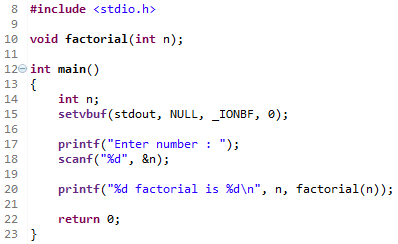 8 #include <stdio.h>
9
10 void factorial(int n);
11
12 int main()
13 {
14     int n;
15     setvbuf(stdout, NULL, _IONBF, 0);
16
17     printf("Enter number : ");
18     scanf("%d", &n);
19
20     printf("%d factorial is %d\n", n, factorial(n));
21
22     return 0;
23 }